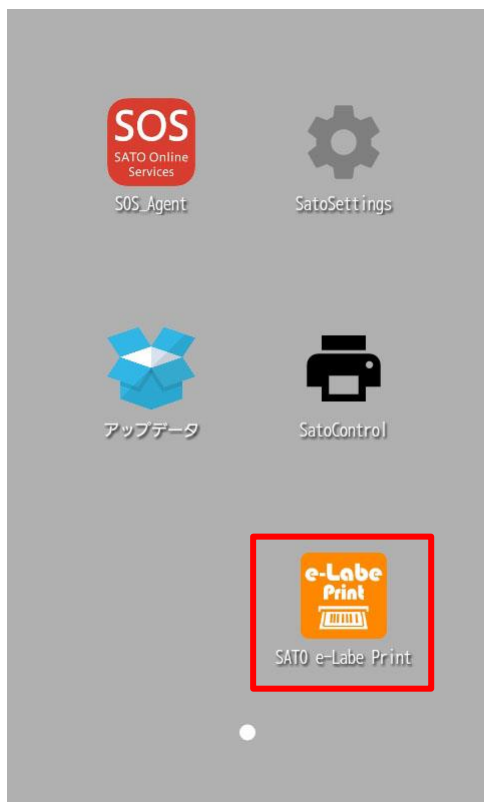 SOS
SATO Online
Services
SOS_Agent
SatoSettings
アップデータ
SatoControl
e-Labe
Print
SATO e-Labe Print